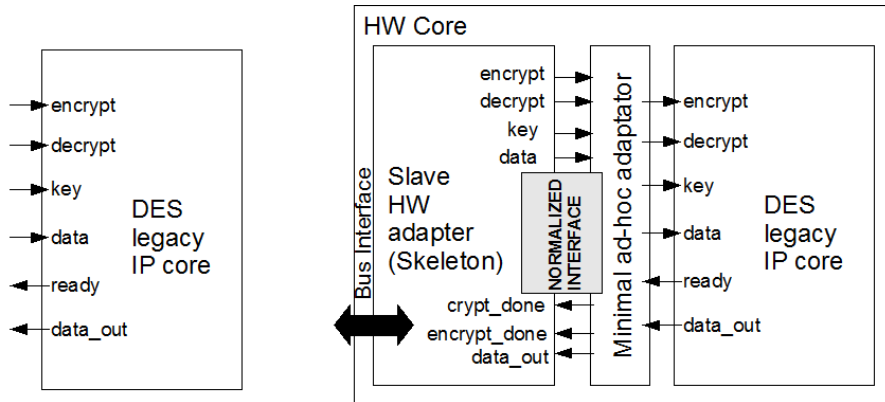 encrypt
decrypt
key
data
ready
data_out
DES
legacy
IP core
HW Core
Bus Interface
Slave
HW
adapter
(Skeleton)
encrypt
decrypt
key
data
NORMALIZED
INTERFACE
crypt_done
encrypt_done
data_out
Minimal ad-hoc adaptator
encrypt
decrypt
key
data
ready
data_out
DES
legacy
IP core